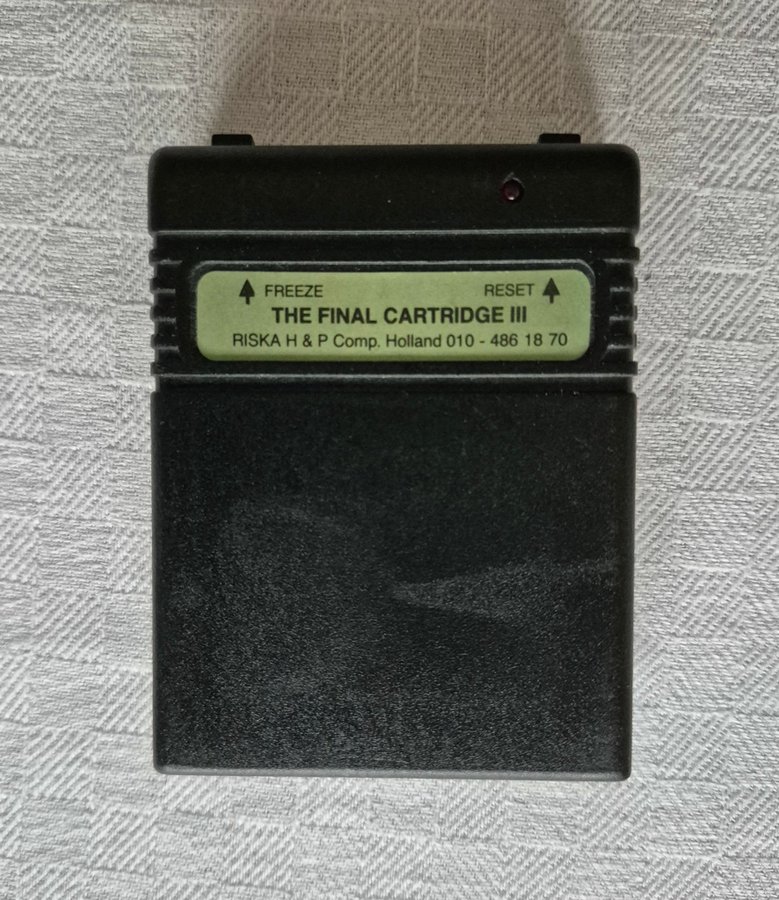 FREEZE RESET
THE FINAL CARTRIDGE III
RISKA H & P Comp. Holland 010 - 486 18 70